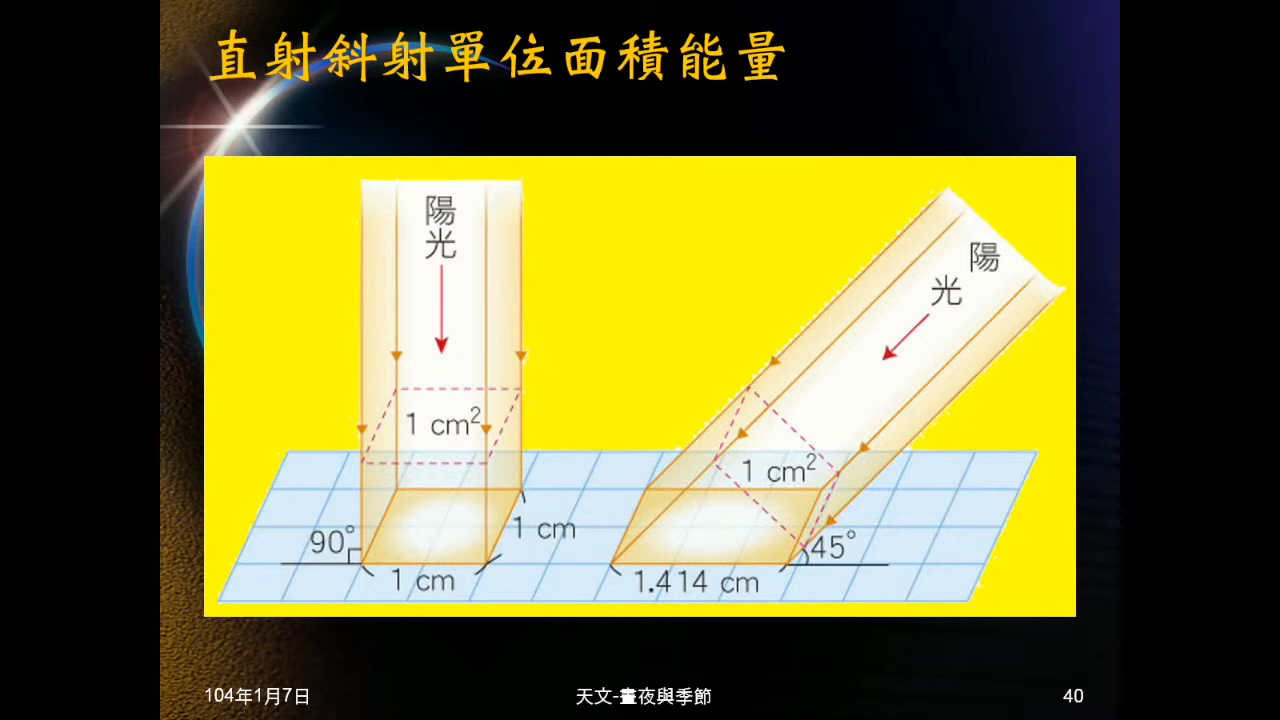 直射斜射單位面積能量
陽
光
陽
光
1 cm²
1 cm²
90°
1 cm
45°
1 cm
1.414 cm
104年1月7日
天文-晝夜與季節
40